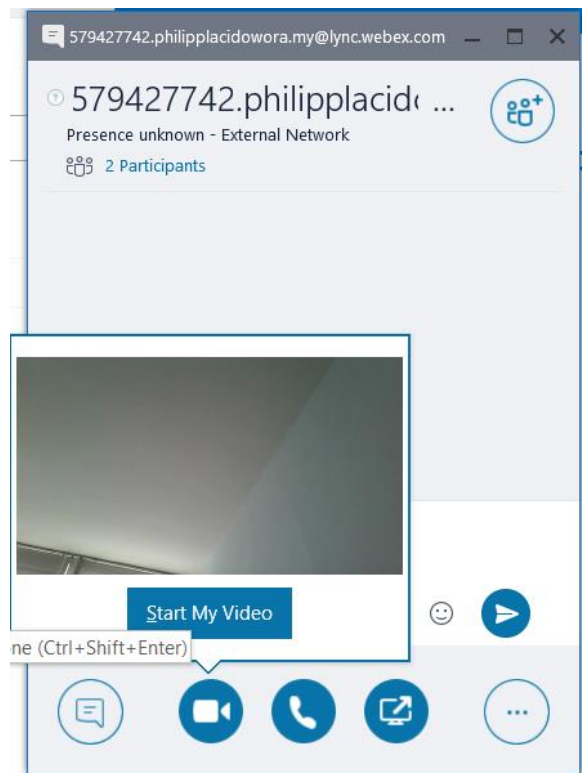 579427742.philipplacidowora.my@lync.webex.com
579427742.philipplacid ...
Presence unknown - External Network
2 Participants
Start My Video
(Ctrl+Shift+Enter)
...